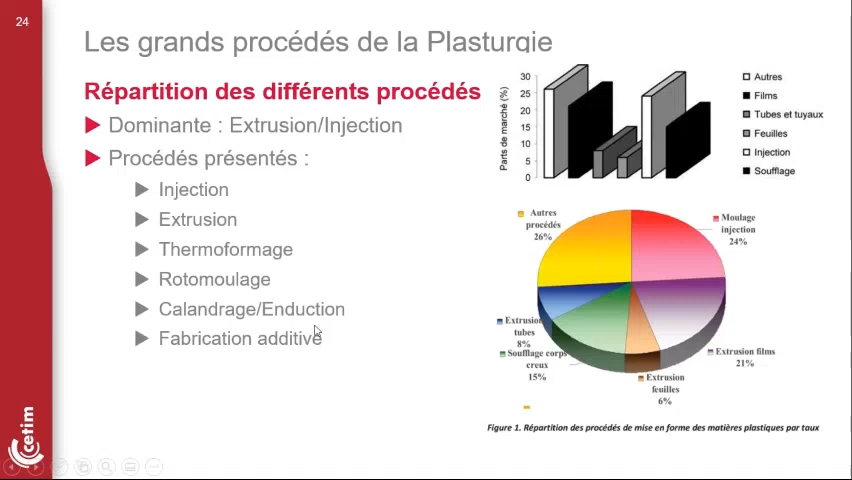 24
Les grands procédés de la Plasturgie
Répartition des différents procédés
Dominante : Extrusion/Injection
Procédés présentés :
Injection
Extrusion
Thermoformage
Rotomoulage
Calandrage/Enduction
Fabrication additive
Parts de marché (%)
30
25
20
15
10
5
0
Autres
Films
Tubes et tuyaux
Feuilles
Injection
Soufflage
Autres
procédés
26%
Moulage
injection
24%
Extrusion
tubes
8%
Soufflage corps
creux
15%
Extrusion
feuilles
6%
Extrusion films
21%
Figure 1. Répartition des procédés de mise en forme des matières plastiques par taux
cetim